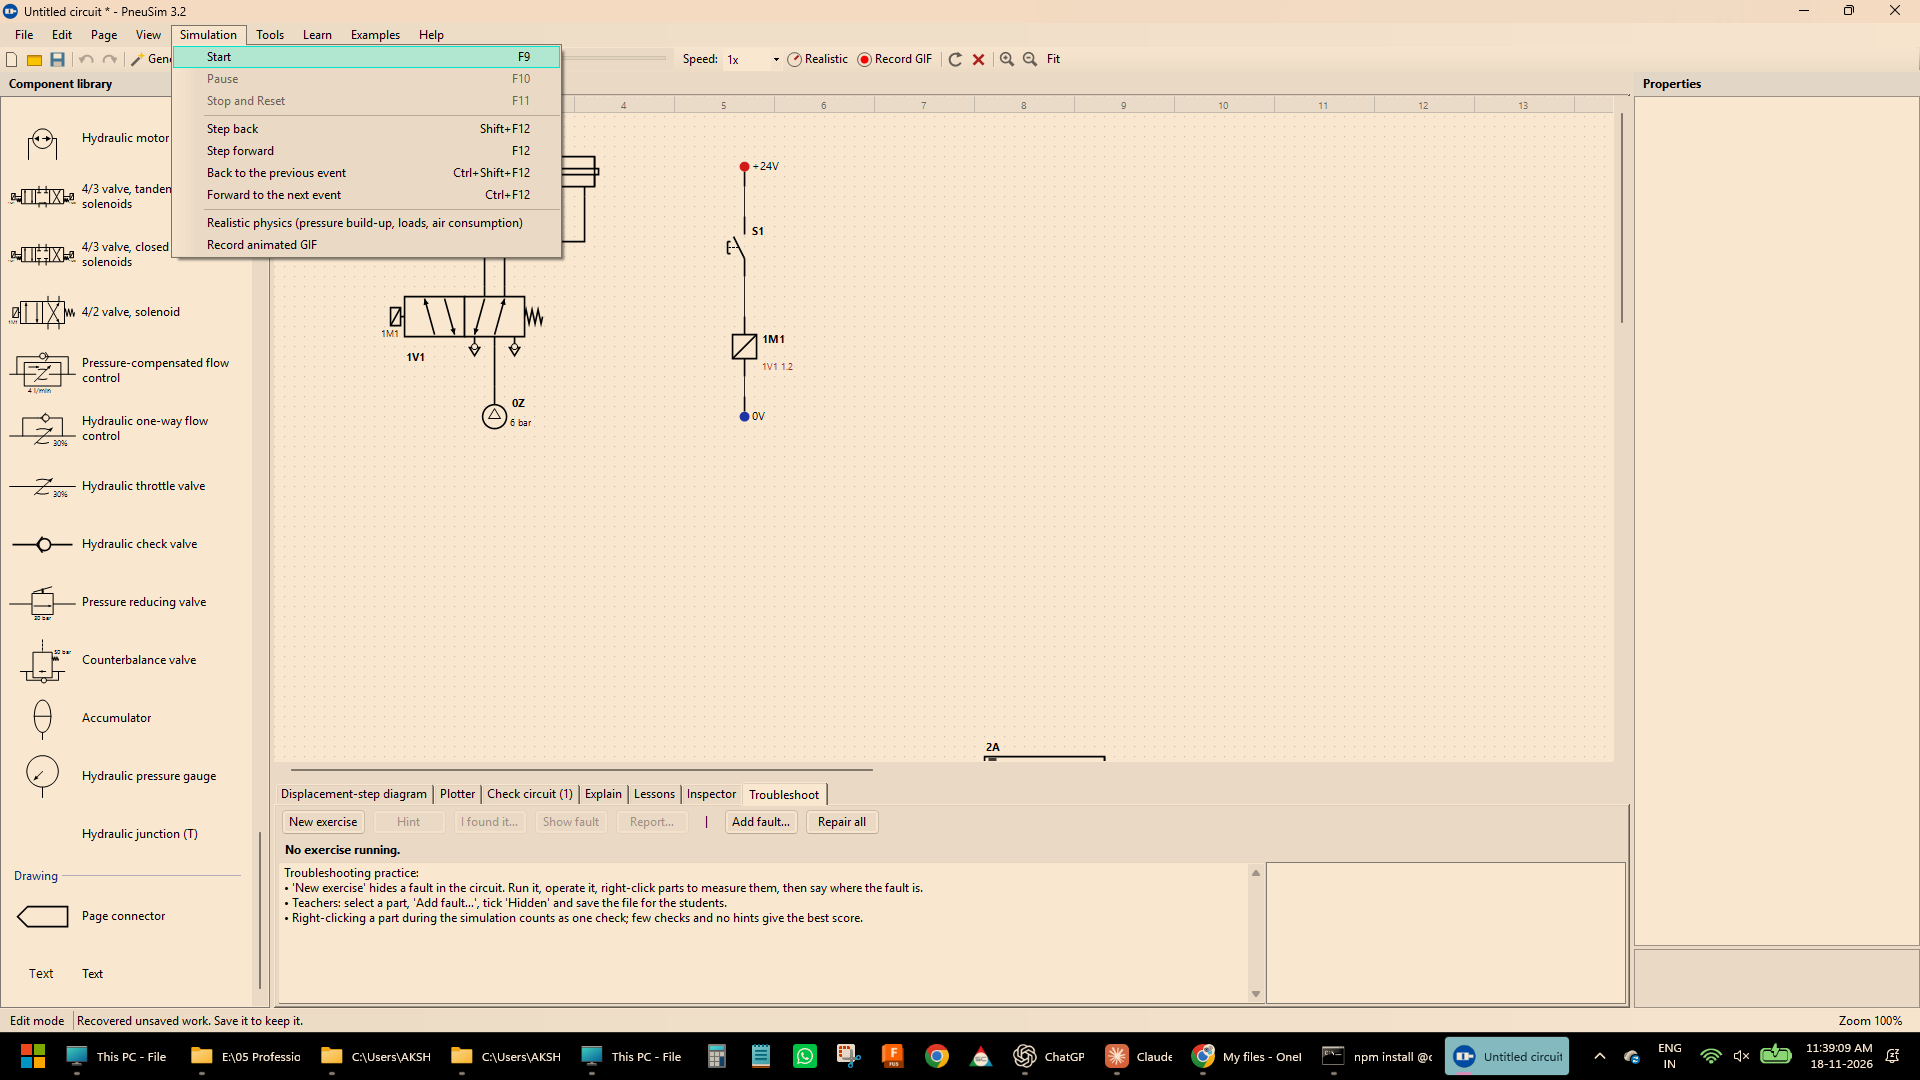 Untitled circuit * - PneuSim 3.2
File Edit Page View Simulation Tools Learn Examples Help
Speed: 1x Realistic Record GIF Fit
Start F9
Pause F10
Stop and Reset F11
Step back Shift+F12
Step forward F12
Back to the previous event Ctrl+Shift+F12
Forward to the next event Ctrl+F12
Realistic physics (pressure build-up, loads, air consumption)
Record animated GIF
Component library
Hydraulic motor
4/3 valve, tanden
solenoids
4/3 valve, closed
solenoids
1M1
4/2 valve, solenoid
Pressure-compensated flow
control
4 l/min
Hydraulic one-way flow
control
30%
Hydraulic throttle valve
30%
Hydraulic check valve
Pressure reducing valve
30 bar
Counterbalance valve
50 bar
Accumulator
Hydraulic pressure gauge
Hydraulic junction (T)
Drawing
Page connector
Text Text
4 5 6 7 8 9 10 11 12 13
+24V
S1
1M1
1V1 1.2
0V
1M1
1V1
0Z
6 bar
2A
Properties
Displacement-step diagram Plotter Check circuit (1) Explain Lessons Inspector Troubleshoot
New exercise Hint I found it... Show fault Report... | Add fault... Repair all
No exercise running.
Troubleshooting practice:
• 'New exercise' hides a fault in the circuit. Run it, operate it, right-click parts to measure them, then say where the fault is.
• Teachers: select a part, 'Add fault...', tick 'Hidden' and save the file for the students.
• Right-clicking a part during the simulation counts as one check; few checks and no hints give the best score.
Edit mode Recovered unsaved work. Save it to keep it. Zoom 100%
This PC - File E:\05 Professio C:\Users\AKSH C:\Users\AKSH This PC - File ChatGP Claude My files - OneI npm install @c Untitled circuit
ENG
IN
11:39:09 AM
18-11-2026